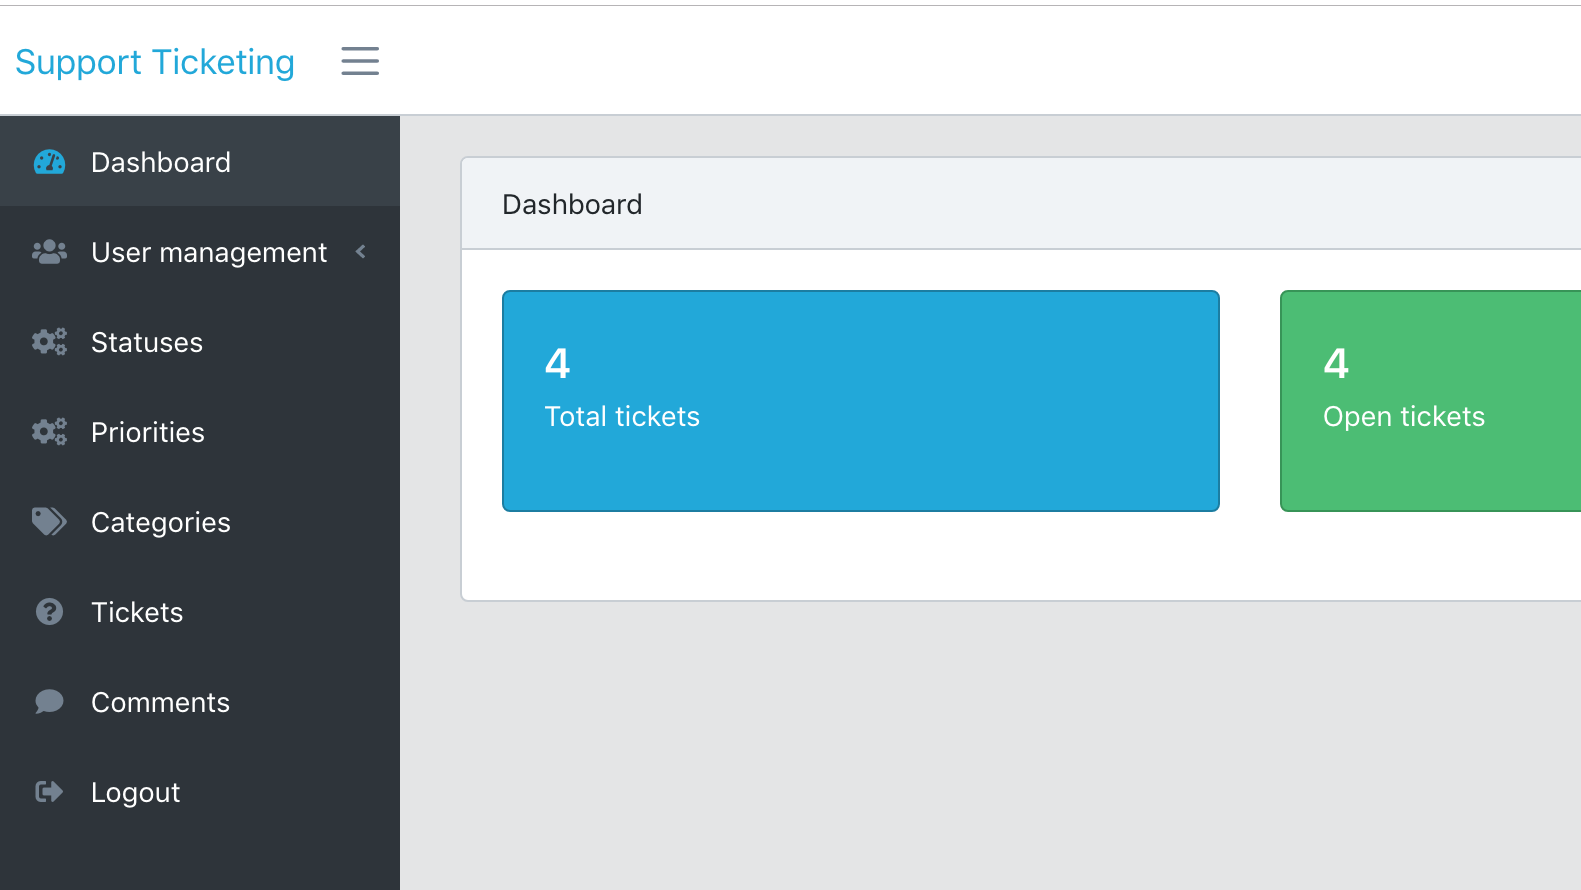 Support Ticketing
Dashboard
User management
Statuses
Priorities
Categories
Tickets
Comments
Logout
Dashboard
4
Total tickets
4
Open tickets